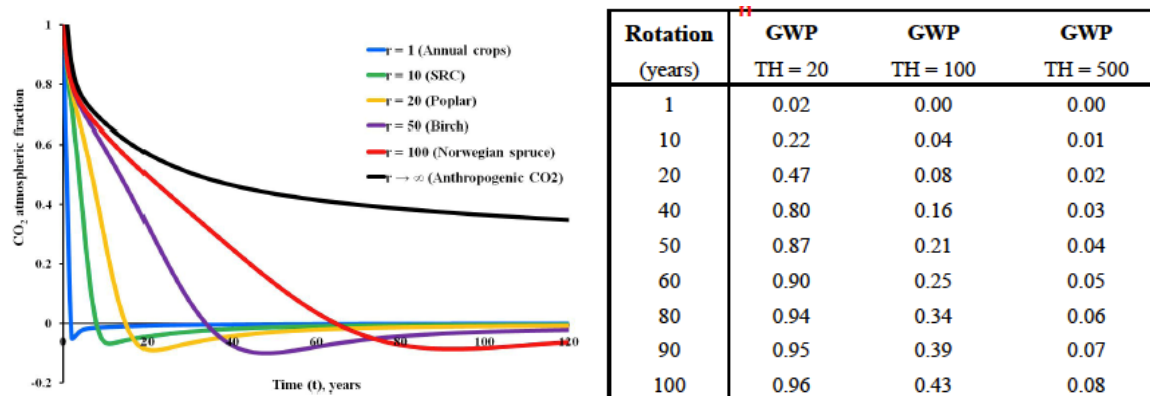 1
0.8
0.6
0.4
0.2
0
-0.2
CO₂ atmospheric fraction
r = 1 (Annual crops)
r = 10 (SRC)
r = 20 (Poplar)
r = 50 (Birch)
r = 100 (Norwegian spruce)
r → ∞ (Anthropogenic CO2)
0 20 40 60 80 100 120
Time (t), years
Rotation GWP GWP GWP
(years) TH = 20 TH = 100 TH = 500
1 0.02 0.00 0.00
10 0.22 0.04 0.01
20 0.47 0.08 0.02
40 0.80 0.16 0.03
50 0.87 0.21 0.04
60 0.90 0.25 0.05
80 0.94 0.34 0.06
90 0.95 0.39 0.07
100 0.96 0.43 0.08